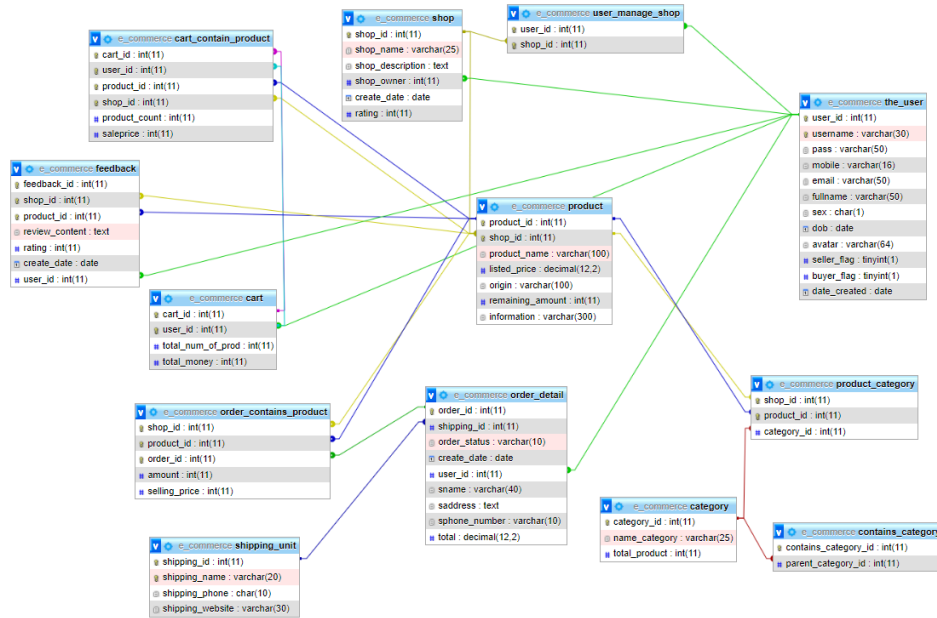 e_commerce shop
shop_id : int(11)
shop_name : varchar(25)
shop_description : text
shop_owner : int(11)
create_date : date
rating : int(11)
e_commerce user_manage_shop
user_id : int(11)
shop_id : int(11)
e_commerce cart_contain_product
cart_id : int(11)
user_id : int(11)
product_id : int(11)
shop_id : int(11)
product_count : int(11)
saleprice : int(11)
e_commerce the_user
user_id : int(11)
username : varchar(30)
pass : varchar(50)
mobile : varchar(16)
email : varchar(50)
fullname : varchar(50)
sex : char(1)
dob : date
avatar : varchar(64)
seller_flag : tinyint(1)
buyer_flag : tinyint(1)
date_created : date
e_commerce feedback
feedback_id : int(11)
shop_id : int(11)
product_id : int(11)
review_content : text
rating : int(11)
create_date : date
user_id : int(11)
e_commerce product
product_id : int(11)
shop_id : int(11)
product_name : varchar(100)
listed_price : decimal(12,2)
origin : varchar(100)
remaining_amount : int(11)
information : varchar(300)
e_commerce cart
cart_id : int(11)
user_id : int(11)
total_num_of_prod : int(11)
total_money : int(11)
e_commerce product_category
shop_id : int(11)
product_id : int(11)
category_id : int(11)
e_commerce order_detail
order_id : int(11)
shipping_id : int(11)
order_status : varchar(10)
create_date : date
user_id : int(11)
sname : varchar(40)
saddress : text
sphone_number : varchar(10)
total : decimal(12,2)
e_commerce order_contains_product
shop_id : int(11)
product_id : int(11)
order_id : int(11)
amount : int(11)
selling_price : int(11)
e_commerce category
category_id : int(11)
name_category : varchar(25)
total_product : int(11)
e_commerce contains_category
contains_category_id : int(11)
parent_category_id : int(11)
e_commerce shipping_unit
shipping_id : int(11)
shipping_name : varchar(20)
shipping_phone : char(10)
shipping_website : varchar(30)